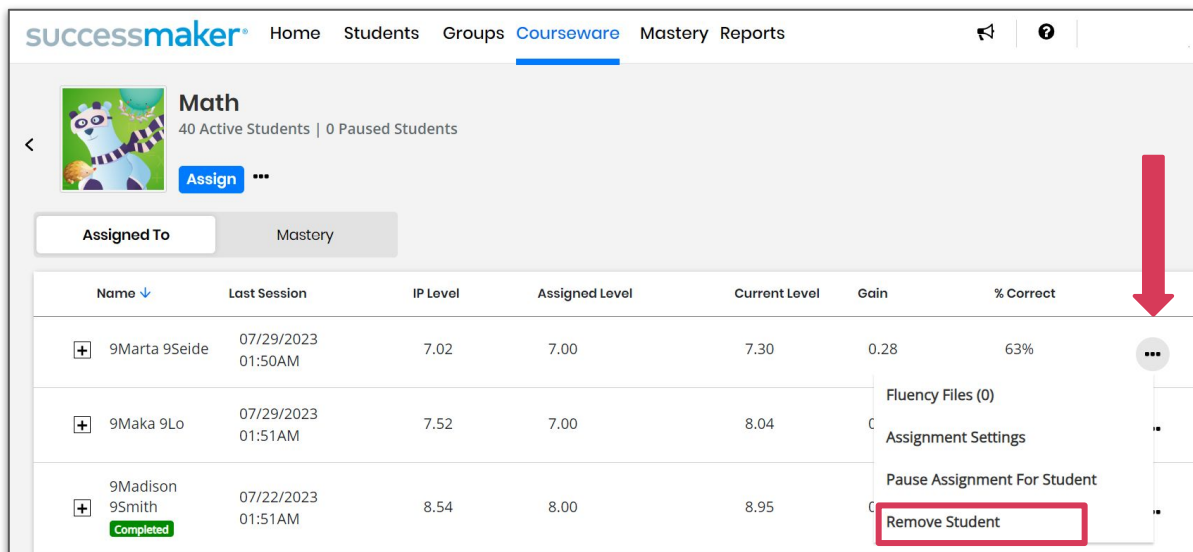 successmaker® Home Students Groups Courseware Mastery Reports
Math
40 Active Students | 0 Paused Students
Assign
Assigned To Mastery
Name Last Session IP Level Assigned Level Current Level Gain % Correct
9Marta 9Seide 07/29/2023 01:50AM 7.02 7.00 7.30 0.28 63%
Fluency Files (0)
Assignment Settings
Pause Assignment For Student
Remove Student
9Maka 9Lo 07/29/2023 01:51AM 7.52 7.00 8.04
9Madison 9Smith 07/22/2023 01:51AM 8.54 8.00 8.95
Completed